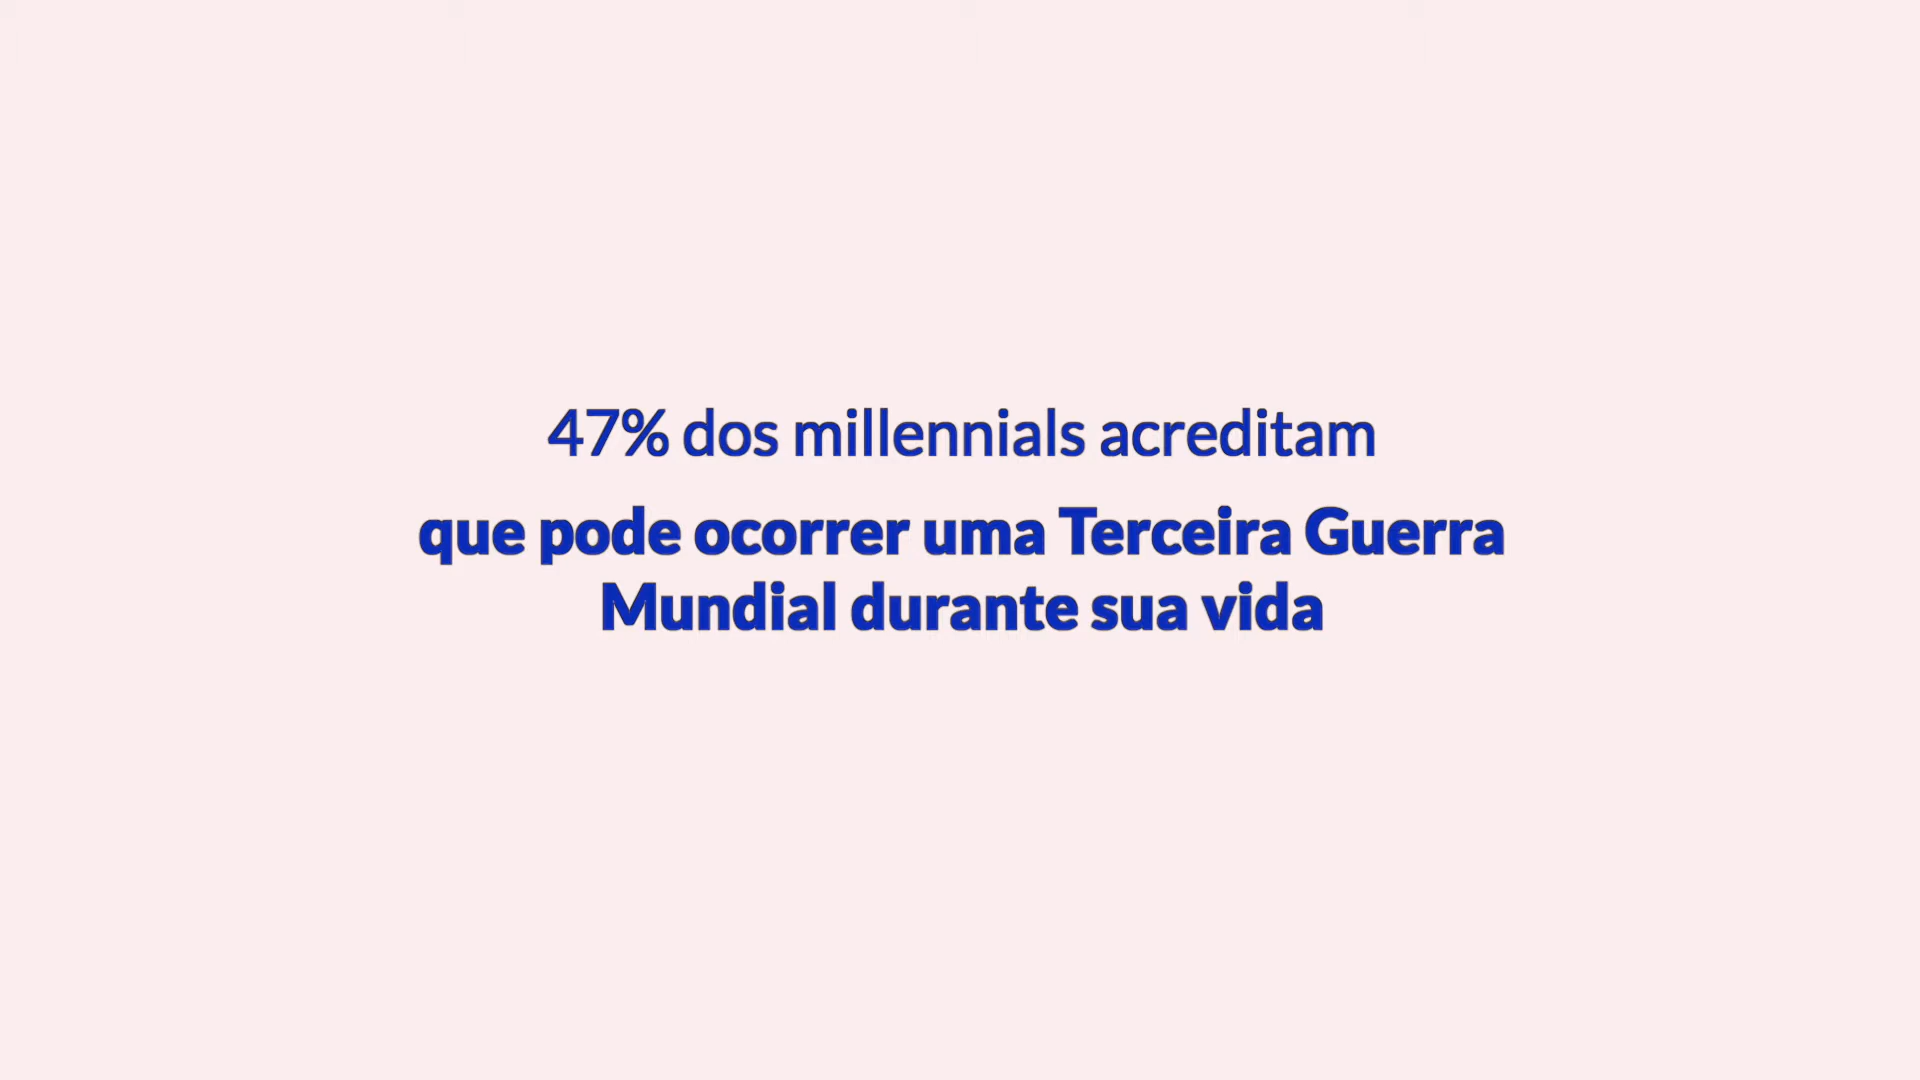 47% dos millennials acreditam
que pode ocorrer uma Terceira Guerra
Mundial durante sua vida